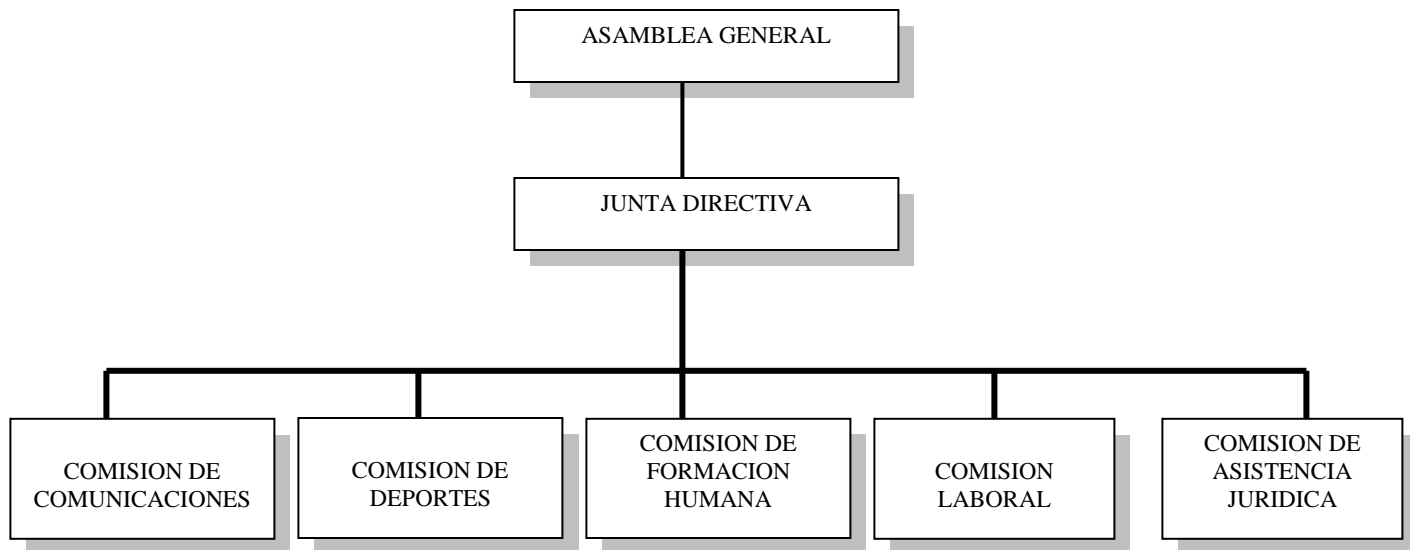 ASAMBLEA GENERAL
JUNTA DIRECTIVA
COMISION DE
COMUNICACIONES
COMISION DE
DEPORTES
COMISION DE
FORMACION
HUMANA
COMISION
LABORAL
COMISION DE
ASISTENCIA
JURIDICA